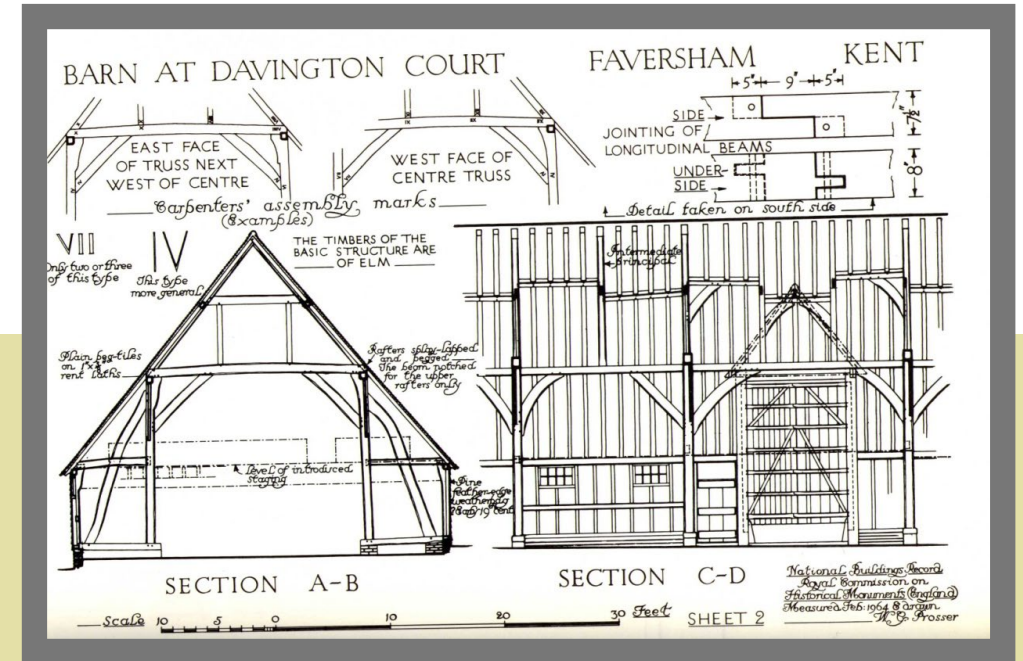 BARN AT DAVINGTON COURT
FAVERSHAM KENT
EAST FACE
OF TRUSS NEXT
WEST OF CENTRE
WEST FACE OF
CENTRE TRUSS
5" 9" 5"
SIDE
7½"
JOINTING OF
LONGITUDINAL BEAMS
UNDER-
SIDE
8"
Detail taken on south side
Carpenters' assembly marks
(Examples)
VII
IV
Only two or three
of this type
This type
more general
THE TIMBERS OF THE
BASIC STRUCTURE ARE
OF ELM
Plain peg-tiles
on
rent laths
Rafters splay-lapped
and pegged
The beam notched
for the upper
rafters only
Intermediate
principal
Level of introduced
staging
Pine
feather-edge
SECTION A-B
SECTION C-D
Scale 10 5 0 10 20 30 Feet
SHEET 2
National Buildings Record
Royal Commission on
Historical Monuments (England)
Measured Feb: 1964 & drawn
W. G. Prosser